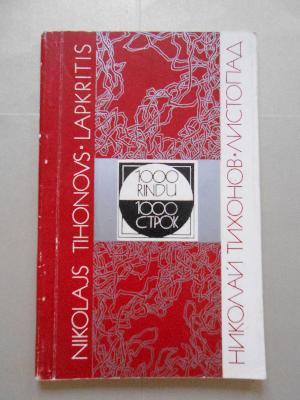 NIKOLAJS TIHONOVS · LAPKRITIS
1000
RINDU
1000
СТРОК
НИКОЛАЙ ТИХОНОВ · ЛИСТОПАД